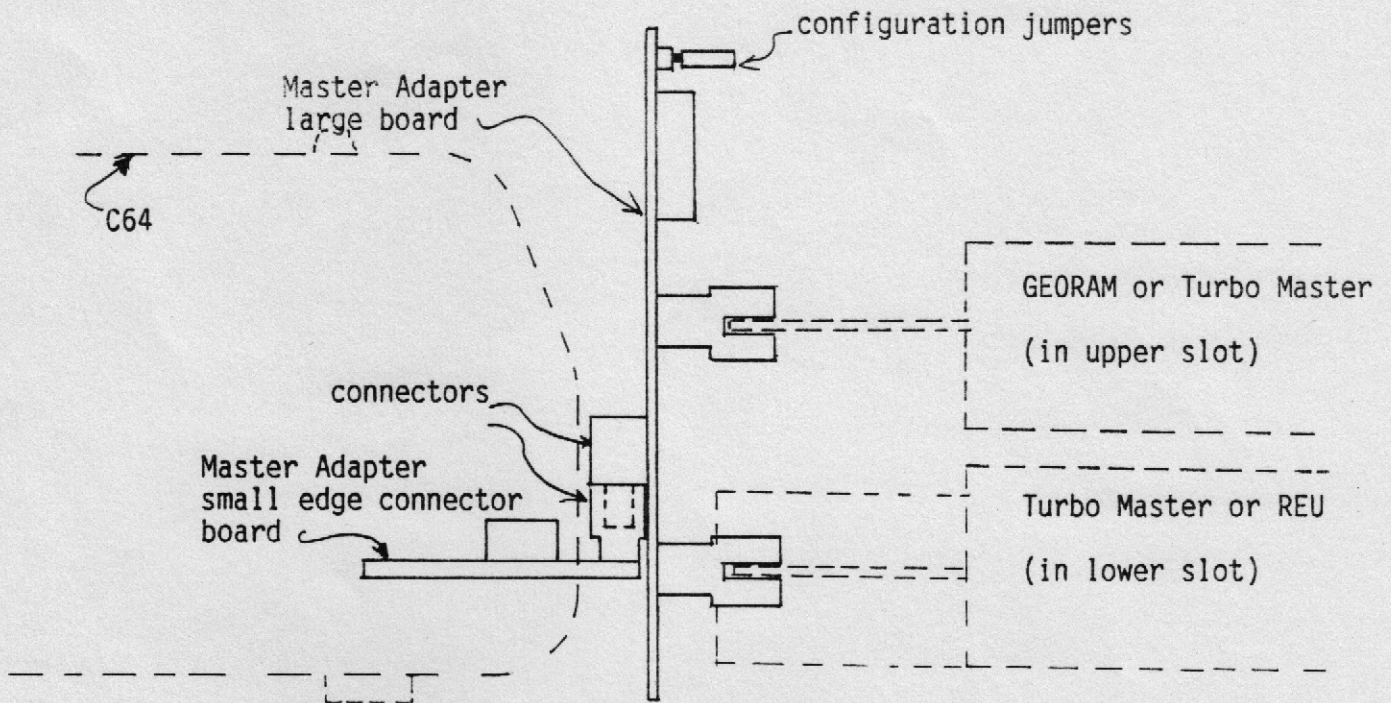 configuration jumpers
Master Adapter
large board
C64
GEORAM or Turbo Master
(in upper slot)
connectors
Master Adapter
small edge connector
board
Turbo Master or REU
(in lower slot)